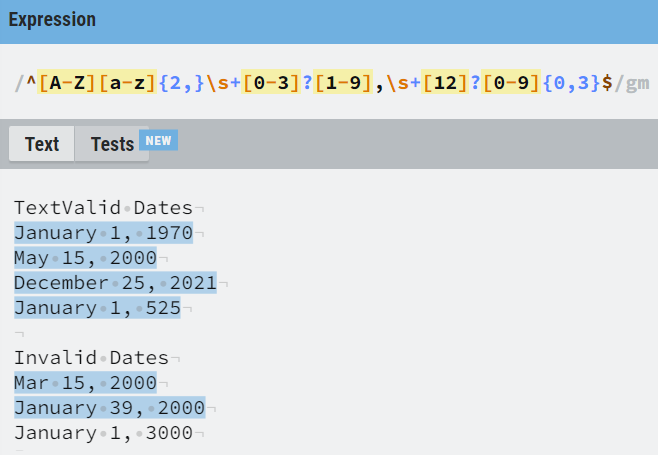 Expression
/^[A-Z][a-z]{2,}\s+[0-3]?[1-9],\s+[12]?[0-9]{0,3}$/gm
Text Tests NEW
TextValid Dates
January 1, 1970
May 15, 2000
December 25, 2021
January 1, 525
Invalid Dates
Mar 15, 2000
January 39, 2000
January 1, 3000